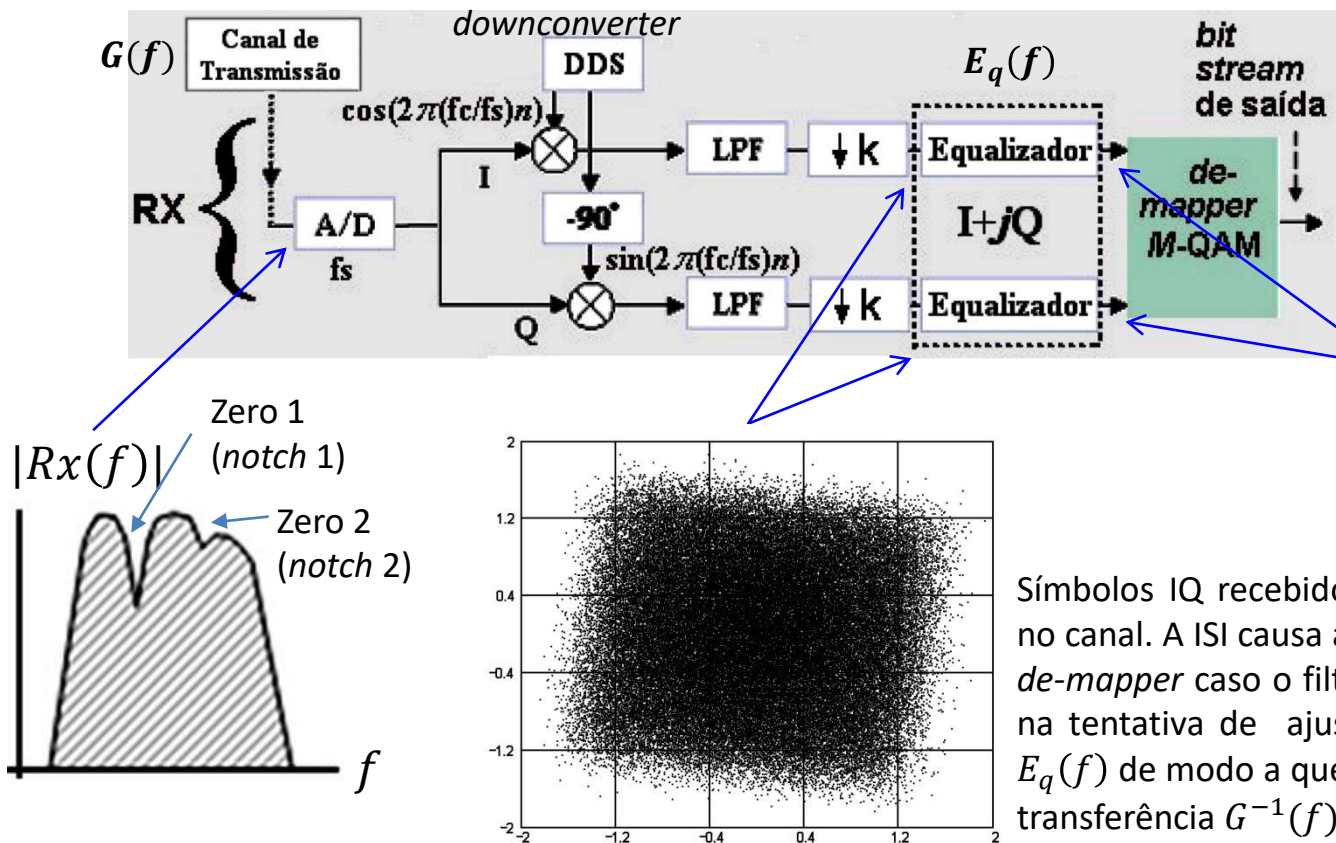 downconverter
G(f)
Canal de
Transmissão
DDS
E_q(f)
bit
stream
de saída
cos(2π(fc/fs)n)
LPF
↓k
Equalizador
I
RX
A/D
fs
-90°
I+jQ
de-
mapper
M-QAM
sin(2π(fc/fs)n)
LPF
↓k
Equalizador
Q
Zero 1
(notch 1)
|Rx(f)|
Zero 2
(notch 2)
f
2
1.2
0.4
-0.4
-1.2
-2
-2
-1.2
-0.4
0.4
1.2
2
Símbolos IQ recebido
no canal. A ISI causa a
de-mapper caso o filt
na tentativa de ajus
E_q(f) de modo a que
transferência G⁻¹(f)